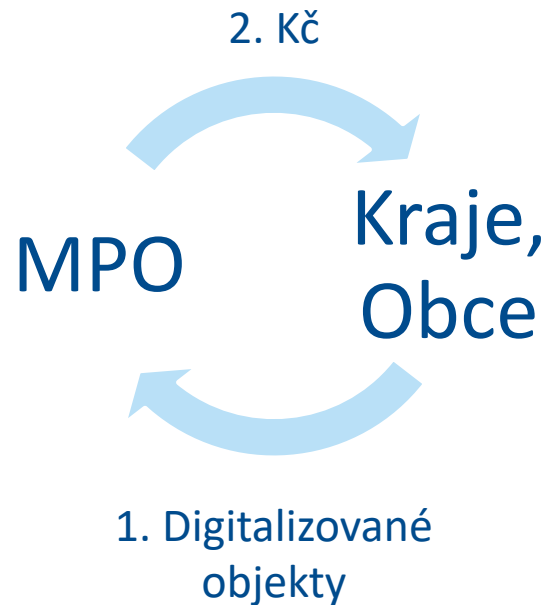 2. Kč
MPO
Kraje,
Obce
1. Digitalizované
objekty